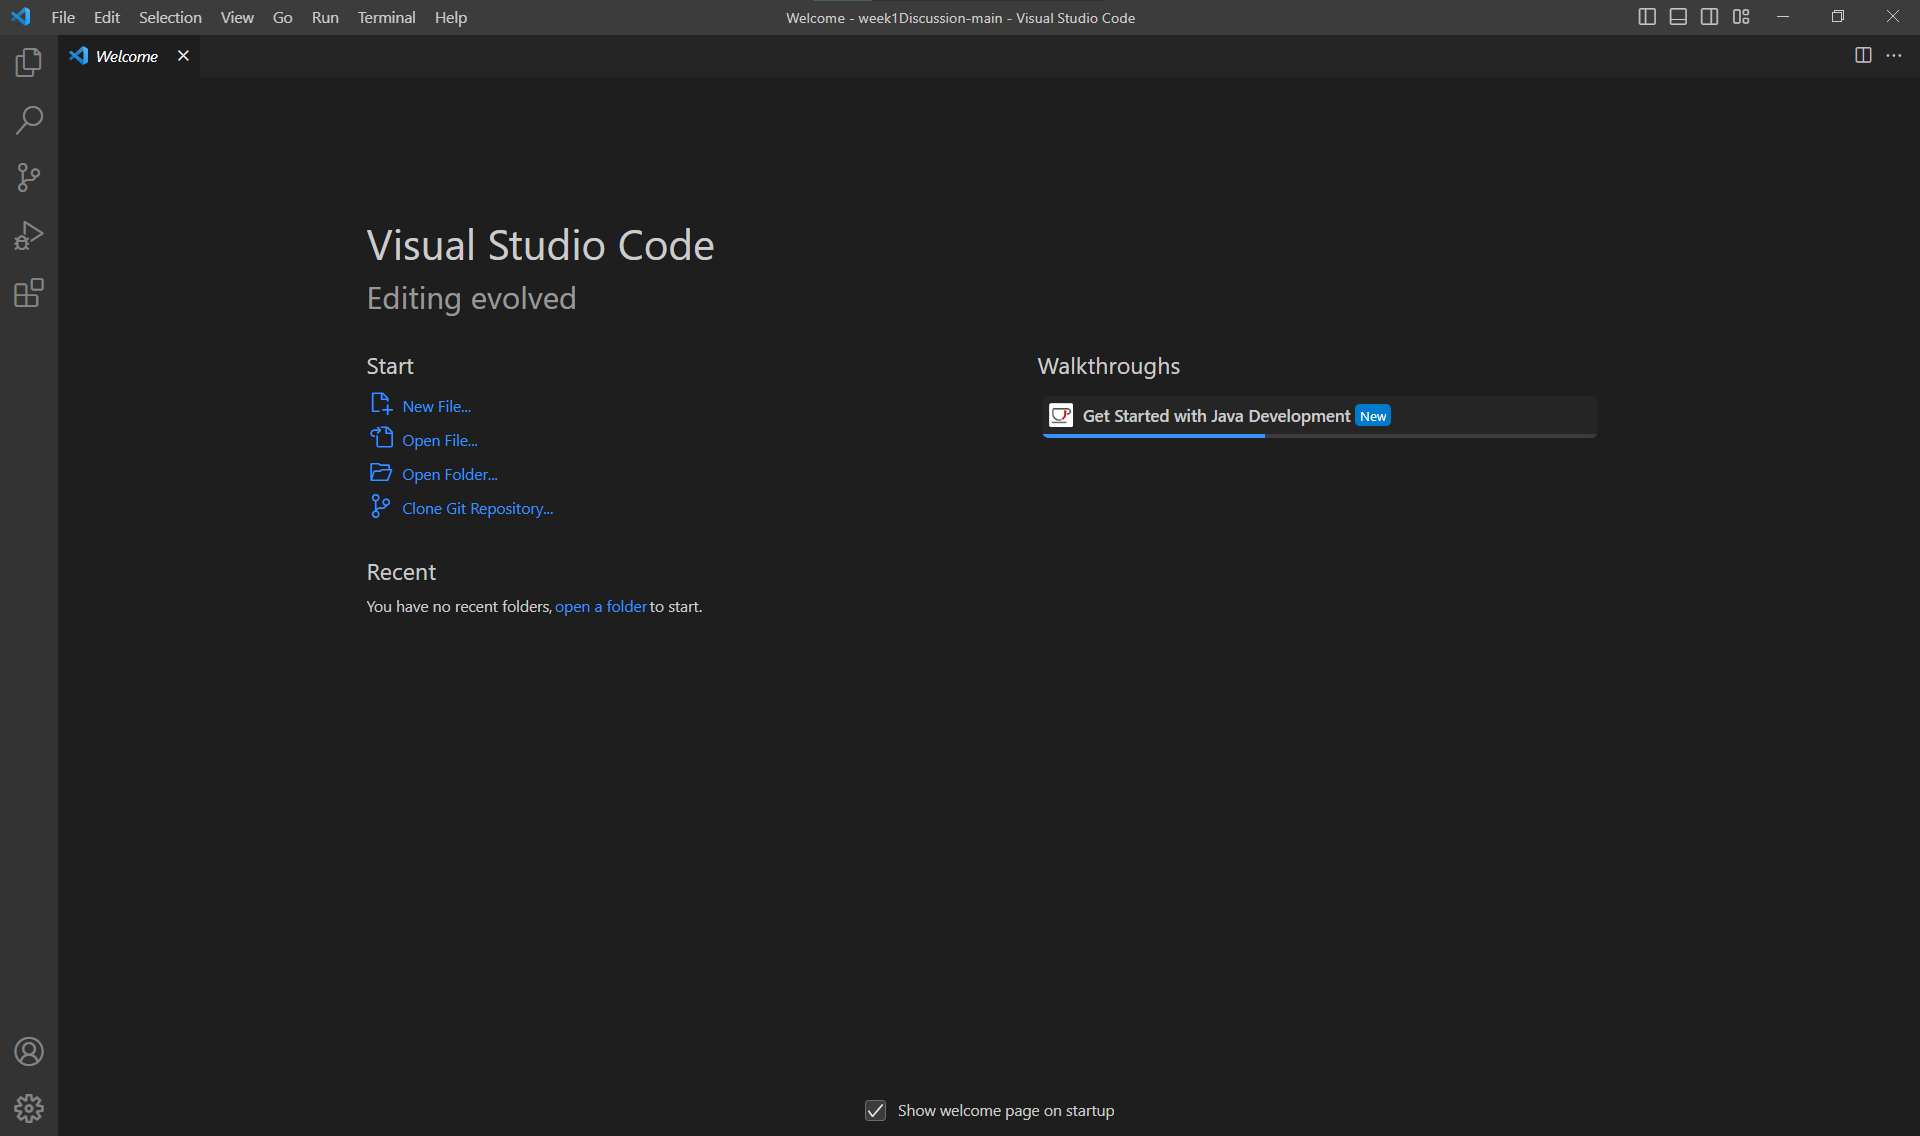 File Edit Selection View Go Run Terminal Help
Welcome - week1Discussion-main - Visual Studio Code
Welcome
Visual Studio Code
Editing evolved
Start
New File...
Open File...
Open Folder...
Clone Git Repository...
Recent
You have no recent folders, open a folder to start.
Walkthroughs
Get Started with Java Development New
Show welcome page on startup